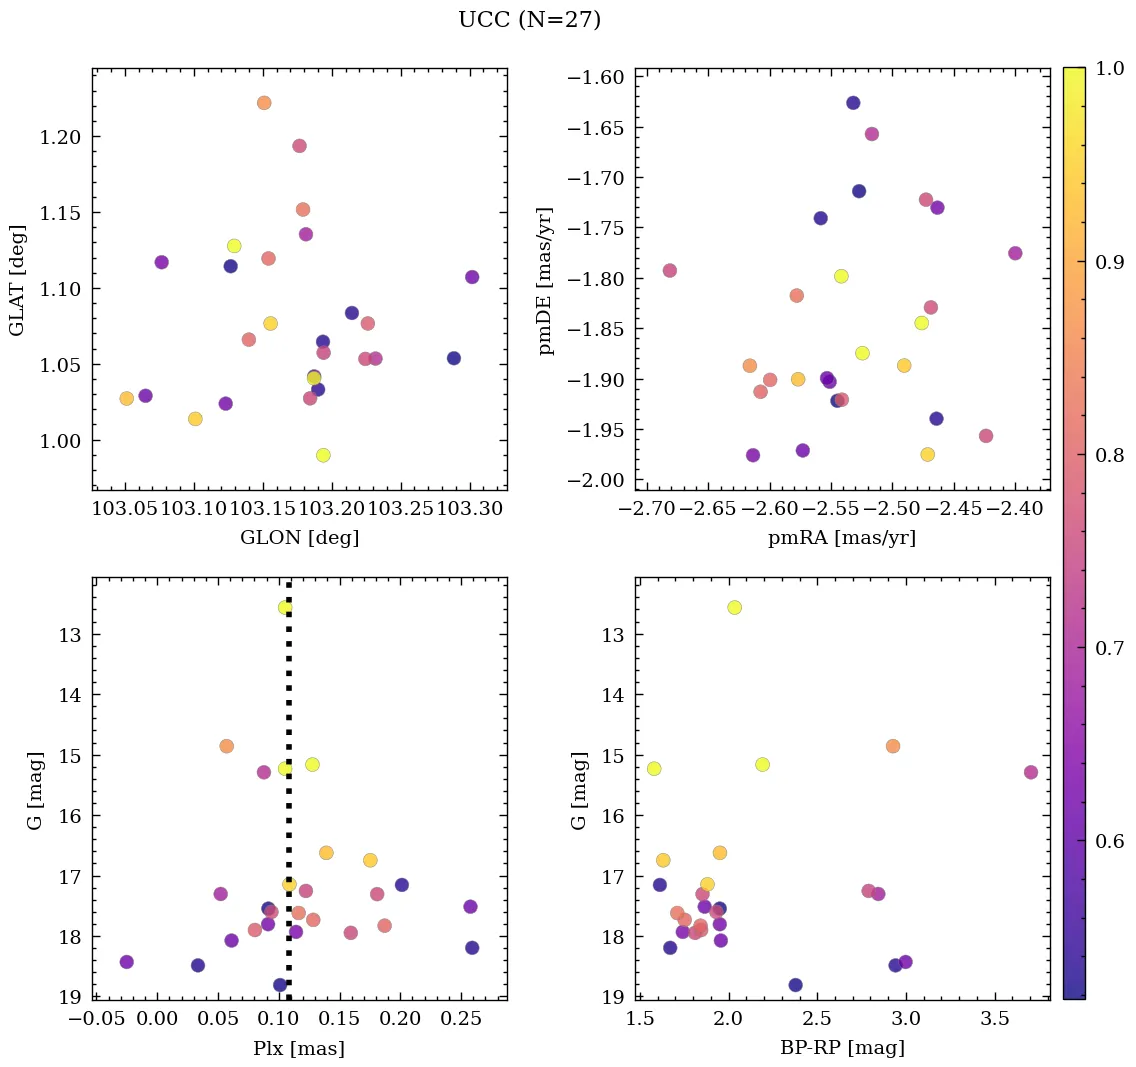 UCC (N=27)
1.20
1.15
1.10
1.05
1.00
GLAT [deg]
103.05 103.10 103.15 103.20 103.25 103.30
GLON [deg]
−1.60
−1.65
−1.70
−1.75
−1.80
−1.85
−1.90
−1.95
−2.00
pmDE [mas/yr]
−2.70 −2.65 −2.60 −2.55 −2.50 −2.45 −2.40
pmRA [mas/yr]
1.0
0.9
0.8
0.7
0.6
13
14
15
16
17
18
19
G [mag]
−0.05 0.00 0.05 0.10 0.15 0.20 0.25
Plx [mas]
13
14
15
16
17
18
19
G [mag]
1.5 2.0 2.5 3.0 3.5
BP-RP [mag]